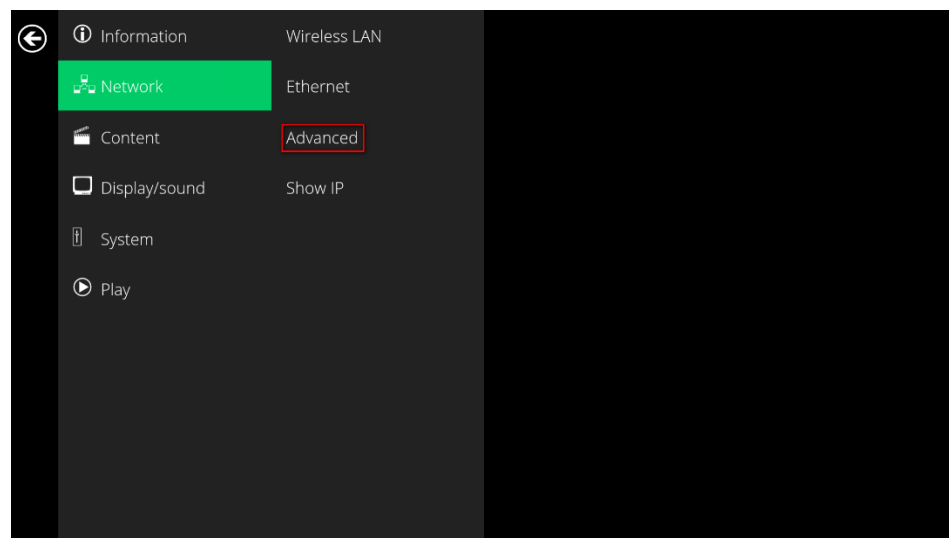 Information
Network
Content
Display/sound
System
Play
Wireless LAN
Ethernet
Advanced
Show IP